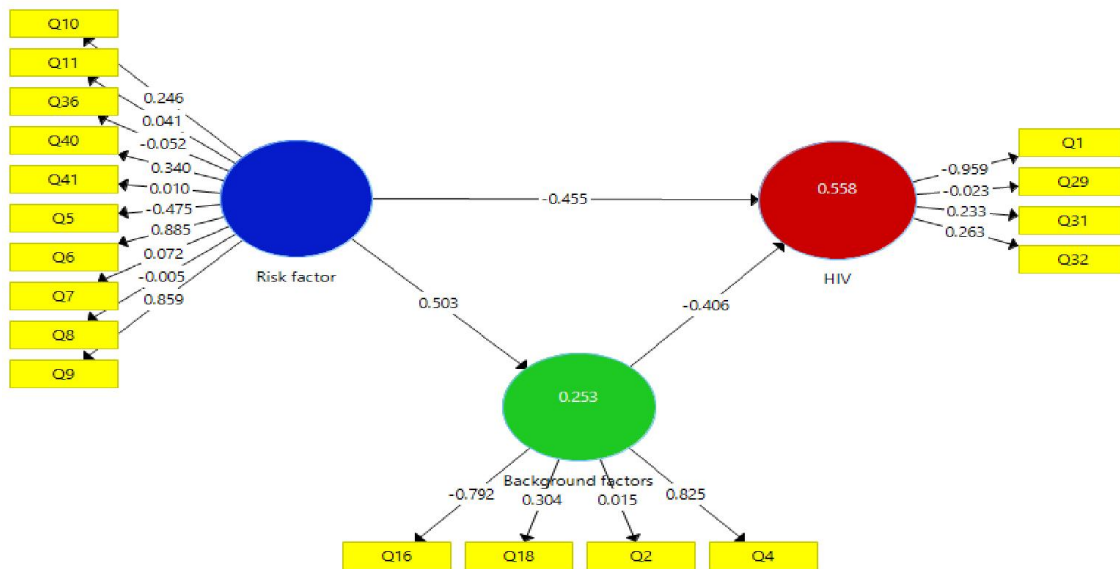 Q10
Q11
Q36
Q40
Q41
Q5
Q6
Q7
Q8
Q9
0.246
0.041
-0.052
0.340
0.010
-0.475
0.885
0.072
-0.005
0.859
Risk factor
-0.455
0.503
-0.406
0.558
HIV
-0.959
-0.023
0.233
0.263
Q1
Q29
Q31
Q32
0.253
Background factors
-0.792
0.304
0.015
0.825
Q16
Q18
Q2
Q4